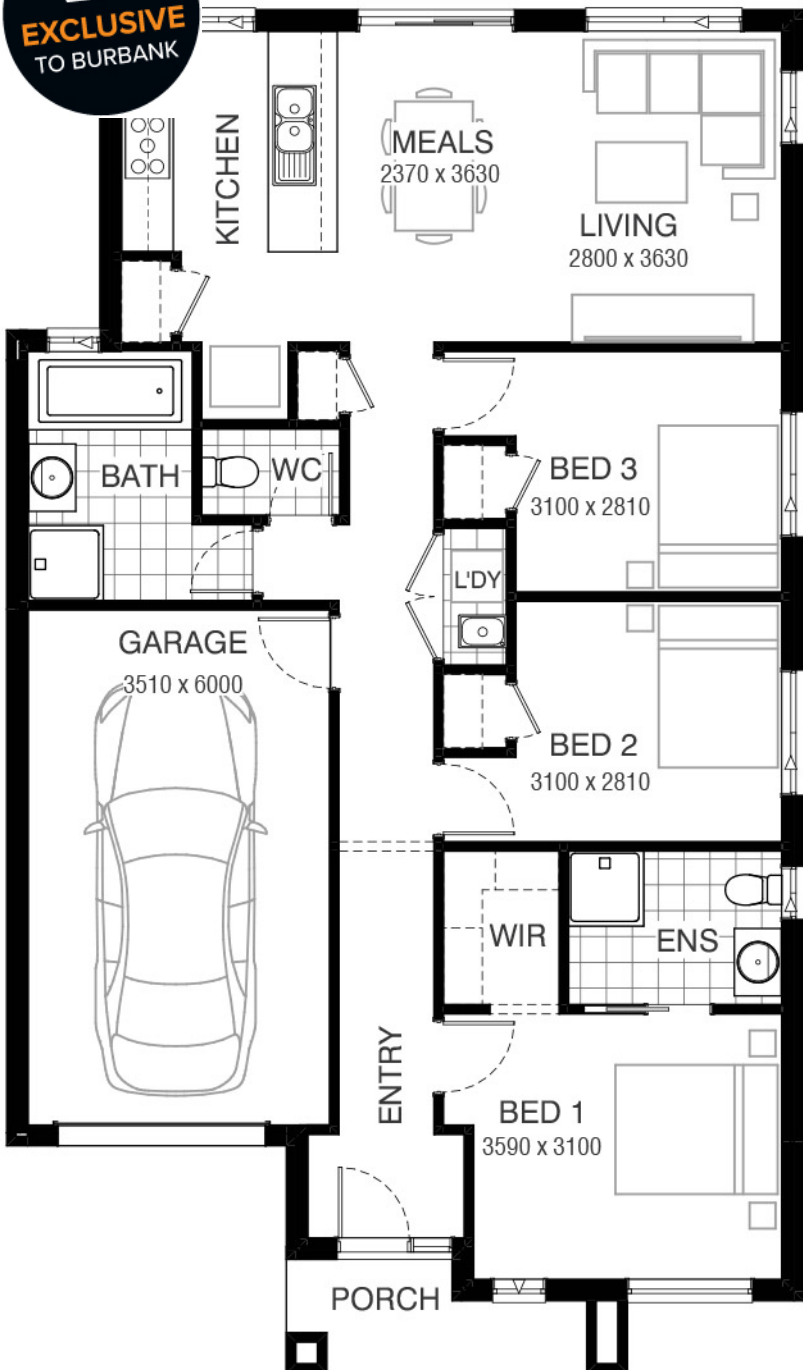 EXCLUSIVE
TO BURBANK
KITCHEN
MEALS
2370 x 3630
LIVING
2800 x 3630
BATH
WC
BED 3
3100 x 2810
L'DY
GARAGE
3510 x 6000
BED 2
3100 x 2810
WIR
ENS
ENTRY
BED 1
3590 x 3100
PORCH